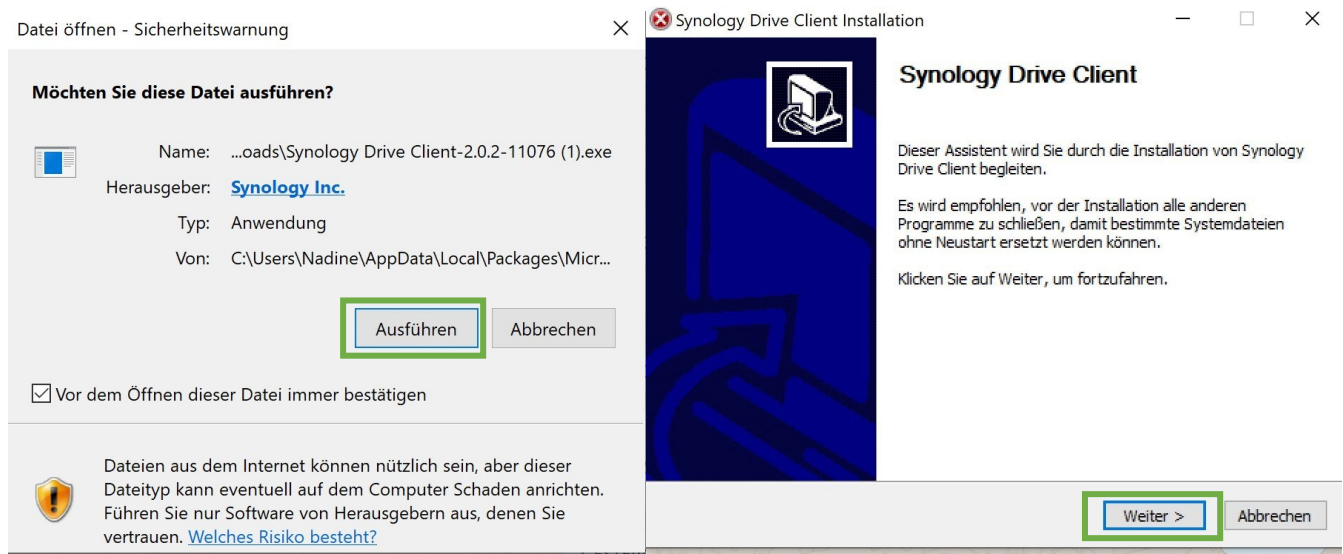 Datei öffnen - Sicherheitswarnung
Möchten Sie diese Datei ausführen?
Name: ...oads\Synology Drive Client-2.0.2-11076 (1).exe
Herausgeber: Synology Inc.
Typ: Anwendung
Von: C:\Users\Nadine\AppData\Local\Packages\Micr...
Ausführen Abbrechen
Vor dem Öffnen dieser Datei immer bestätigen
Dateien aus dem Internet können nützlich sein, aber dieser
Dateityp kann eventuell auf dem Computer Schaden anrichten.
Führen Sie nur Software von Herausgebern aus, denen Sie
vertrauen. Welches Risiko besteht?
Synology Drive Client Installation
Synology Drive Client
Dieser Assistent wird Sie durch die Installation von Synology
Drive Client begleiten.
Es wird empfohlen, vor der Installation alle anderen
Programme zu schließen, damit bestimmte Systemdateien
ohne Neustart ersetzt werden können.
Klicken Sie auf Weiter, um fortzufahren.
Weiter > Abbrechen